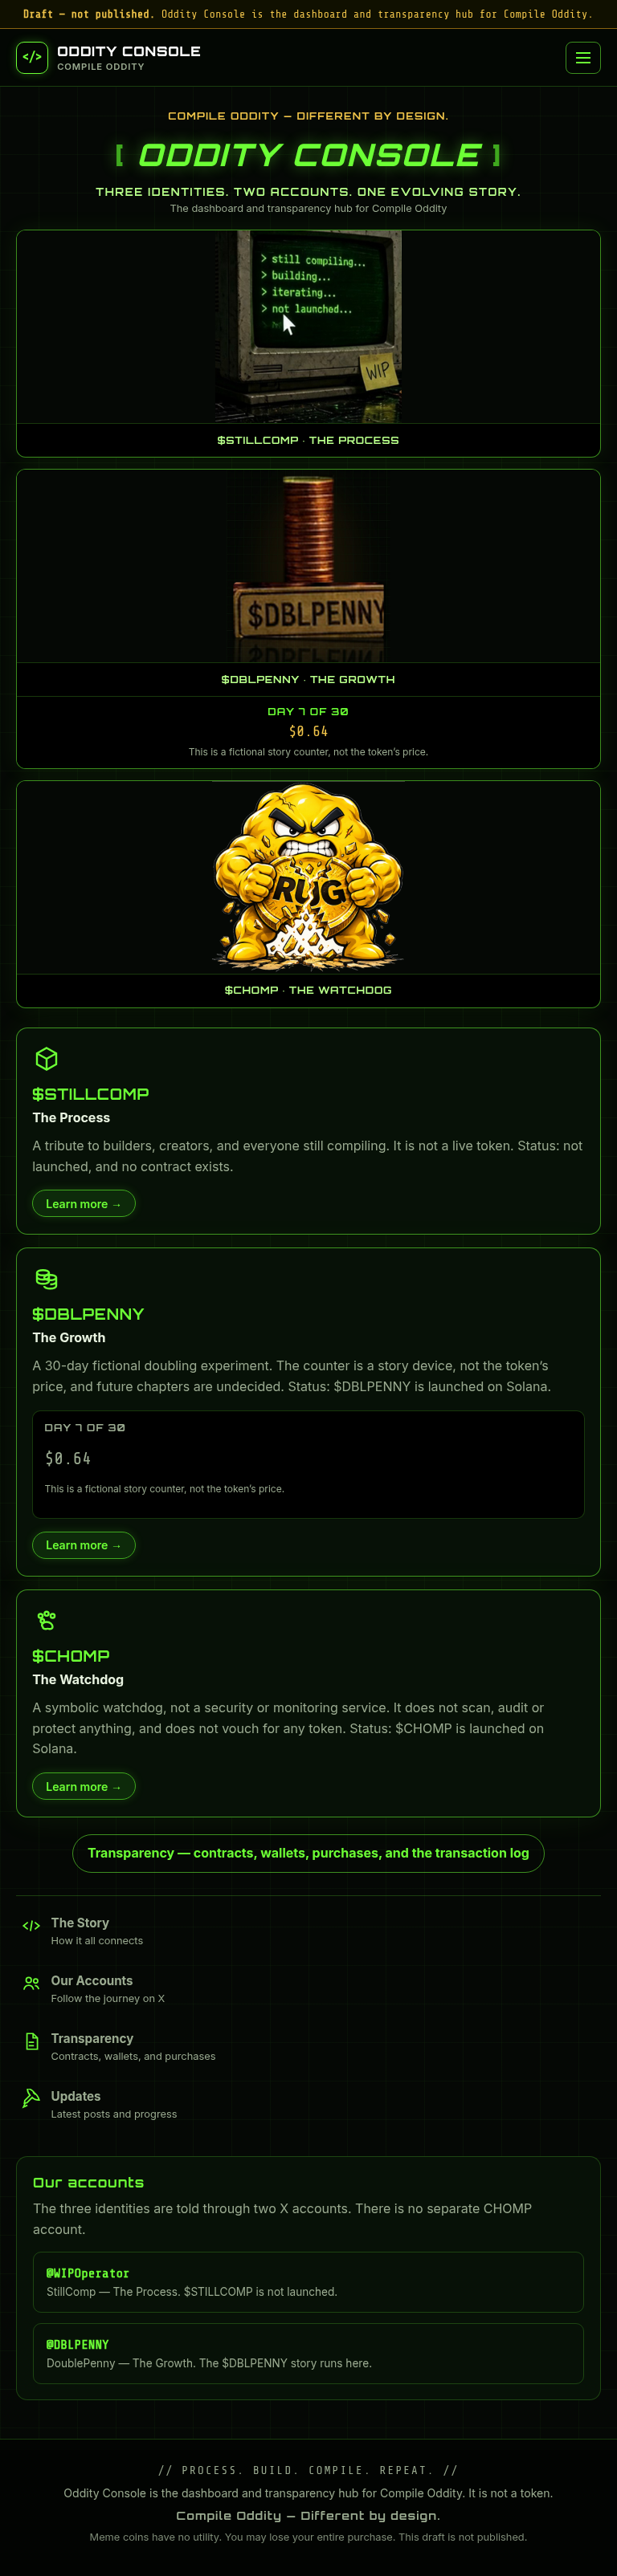 Draft — not published. Oddity Console is the dashboard and transparency hub for Compile Oddity.
</>
ODDITY CONSOLE
COMPILE ODDITY
COMPILE ODDITY — DIFFERENT BY DESIGN.
[ ODDITY CONSOLE ]
THREE IDENTITIES. TWO ACCOUNTS. ONE EVOLVING STORY.
The dashboard and transparency hub for Compile Oddity
> still compiling...
> building...
> iterating...
> not launched...
WIP
$STILLCOMP · THE PROCESS
$DBLPENNY
$DBLPENNY · THE GROWTH
DAY 7 OF 30
$0.64
This is a fictional story counter, not the token's price.
RUG
$CHOMP · THE WATCHDOG
$STILLCOMP
The Process
A tribute to builders, creators, and everyone still compiling. It is not a live token. Status: not
launched, and no contract exists.
Learn more →
$DBLPENNY
The Growth
A 30-day fictional doubling experiment. The counter is a story device, not the token's
price, and future chapters are undecided. Status: $DBLPENNY is launched on Solana.
DAY 7 OF 30
$0.64
This is a fictional story counter, not the token's price.
Learn more →
$CHOMP
The Watchdog
A symbolic watchdog, not a security or monitoring service. It does not scan, audit or
protect anything, and does not vouch for any token. Status: $CHOMP is launched on
Solana.
Learn more →
Transparency — contracts, wallets, purchases, and the transaction log
</> The Story
How it all connects
Our Accounts
Follow the journey on X
Transparency
Contracts, wallets, and purchases
Updates
Latest posts and progress
Our accounts
The three identities are told through two X accounts. There is no separate CHOMP
account.
@WIPOperator
StillComp — The Process. $STILLCOMP is not launched.
@DBLPENNY
DoublePenny — The Growth. The $DBLPENNY story runs here.
// PROCESS. BUILD. COMPILE. REPEAT. //
Oddity Console is the dashboard and transparency hub for Compile Oddity. It is not a token.
Compile Oddity — Different by design.
Meme coins have no utility. You may lose your entire purchase. This draft is not published.